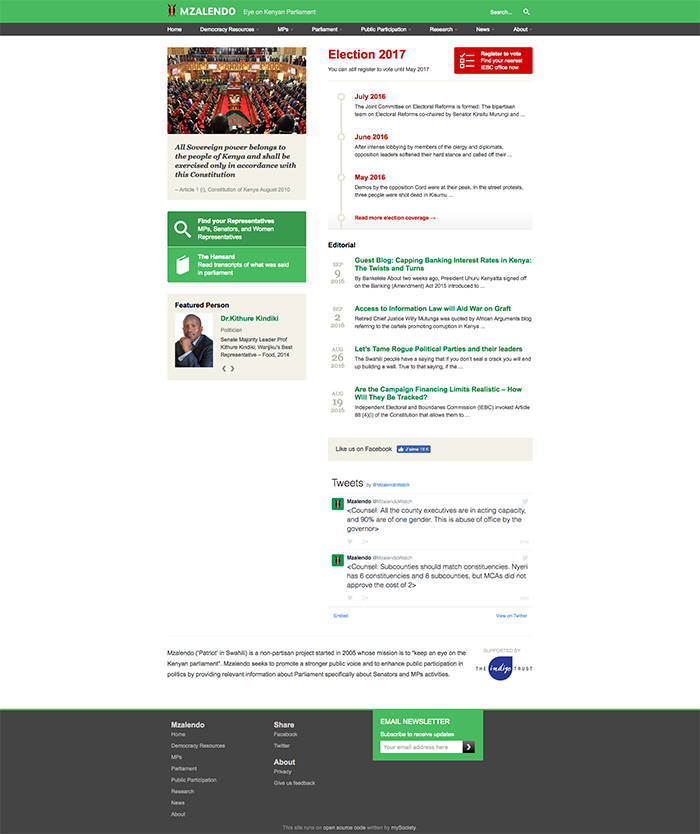 MZALENDO Eye on Kenyan Parliament
Search...
Home Democracy Resources MPs Parliament Public Participation Research News About
All Sovereign power belongs to
the people of Kenya and shall be
exercised only in accordance with
this Constitution
– Article 1 (i), Constitution of Kenya August 2010
Find your Representatives
MPs, Senators, and Women
Representatives
The Hansard
Read transcripts of what was said
in parliament
Featured Person
Dr.Kithure Kindiki
Politician
Senate Majority Leader Prof
Kithure Kindiki; Wanjiku's Best
Representative – Food, 2014
Election 2017
You can still register to vote until May 2017
Register to vote
Find your nearest
IEBC office now
July 2016
The Joint Committee on Electoral Reforms is formed: The bipartisan
team on Electoral Reforms co-chaired by Senator Kiraitu Murungi and ...
June 2016
After intense lobbying by members of the clergy and diplomats,
opposition leaders softened their hard stance and called off their ...
May 2016
Demos by the opposition Cord were at their peak. In the street protests,
three people were shot dead in Kisumu ...
Read more election coverage →
Editorial
SEP
9
2016
Guest Blog: Capping Banking Interest Rates in Kenya:
The Twists and Turns
By Bankelele About two weeks ago, President Uhuru Kenyatta signed off
on the Banking (Amendment) Act 2015 introduced to ...
SEP
2
2016
Access to Information Law will Aid War on Graft
Retired Chief Justice Willy Mutunga was quoted by African Arguments blog
referring to the cartels promoting corruption in Kenya ...
AUG
26
2016
Let's Tame Rogue Political Parties and their leaders
The Swahili people have a saying that if you don't seal a crack you will end
up building a wall. True to that saying, if the ...
AUG
19
2016
Are the Campaign Financing Limits Realistic – How
Will They Be Tracked?
Independent Electoral and Boundaries Commission (IEBC) invoked Article
88 (4)(i) of the Constitution that allows them to ...
Like us on Facebook
J'aime
Tweets by @MzalendoWatch
Mzalendo @MzalendoWatch
<Counsel: All the county executives are in acting capacity,
and 90% are of one gender. This is abuse of office by the
governor>
Mzalendo @MzalendoWatch
<Counsel: Subcounties should match constituencies. Nyeri
has 6 constituencies and 8 subcounties, but MCAs did not
approve the cost of 2>
Embed
View on Twitter
Mzalendo ('Patriot' in Swahili) is a non-partisan project started in 2005 whose mission is to "keep an eye on the
Kenyan parliament". Mzalendo seeks to promote a stronger public voice and to enhance public participation in
politics by providing relevant information about Parliament specifically about Senators and MPs activities.
SUPPORTED BY
THE indigo TRUST
Mzalendo
Home
Democracy Resources
MPs
Parliament
Public Participation
Research
News
About
Share
Facebook
Twitter
About
Privacy
Give us feedback
EMAIL NEWSLETTER
Subscribe to receive updates
Your email address here
This site runs on open source code written by mySociety.